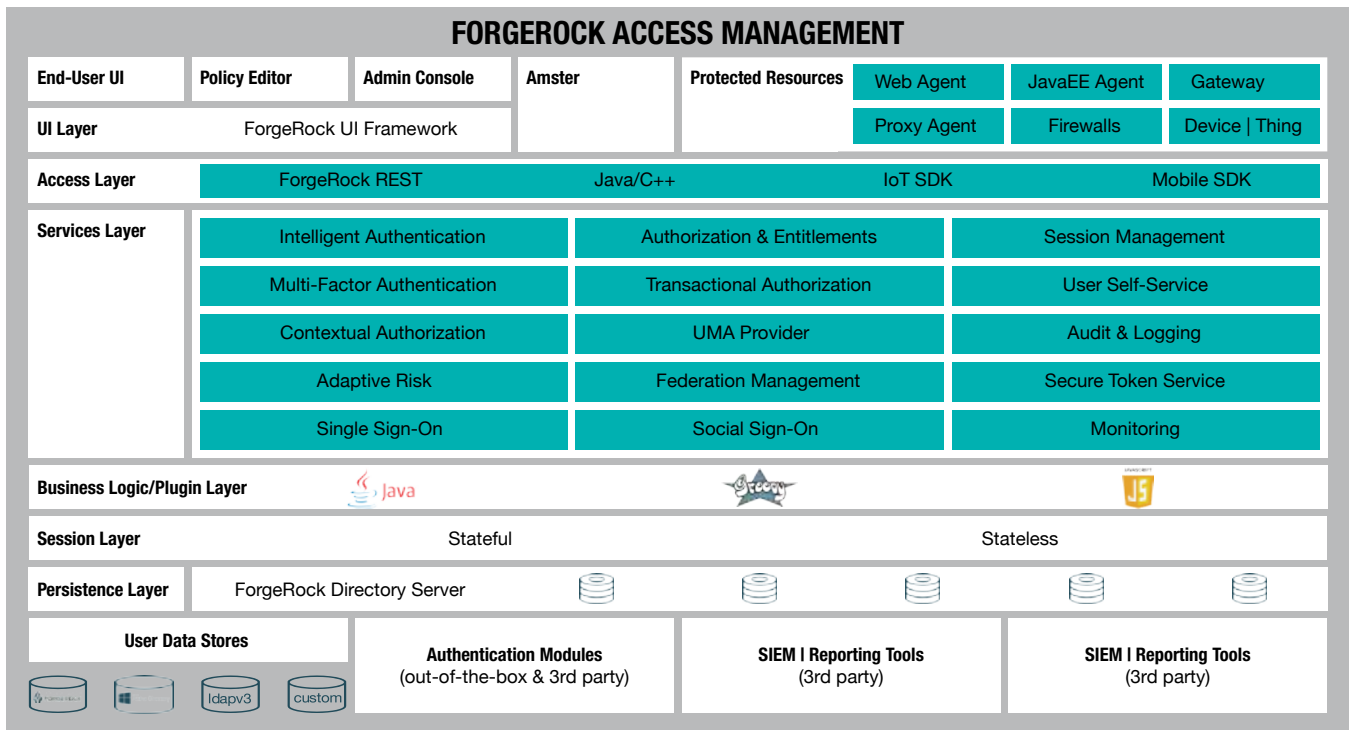 FORGEROCK ACCESS MANAGEMENT
End-User UI
Policy Editor
Admin Console
Amster
Protected Resources
Web Agent
JavaEE Agent
Gateway
UI Layer
ForgeRock UI Framework
Proxy Agent
Firewalls
Device | Thing
Access Layer
ForgeRock REST
Java/C++
IoT SDK
Mobile SDK
Services Layer
Intelligent Authentication
Authorization & Entitlements
Session Management
Multi-Factor Authentication
Transactional Authorization
User Self-Service
Contextual Authorization
UMA Provider
Audit & Logging
Adaptive Risk
Federation Management
Secure Token Service
Single Sign-On
Social Sign-On
Monitoring
Business Logic/Plugin Layer
Java
Groovy
JAVASCRIPT
JS
Session Layer
Stateful
Stateless
Persistence Layer
ForgeRock Directory Server
User Data Stores
Authentication Modules
(out-of-the-box & 3rd party)
SIEM | Reporting Tools
(3rd party)
SIEM | Reporting Tools
(3rd party)
ldapv3
custom